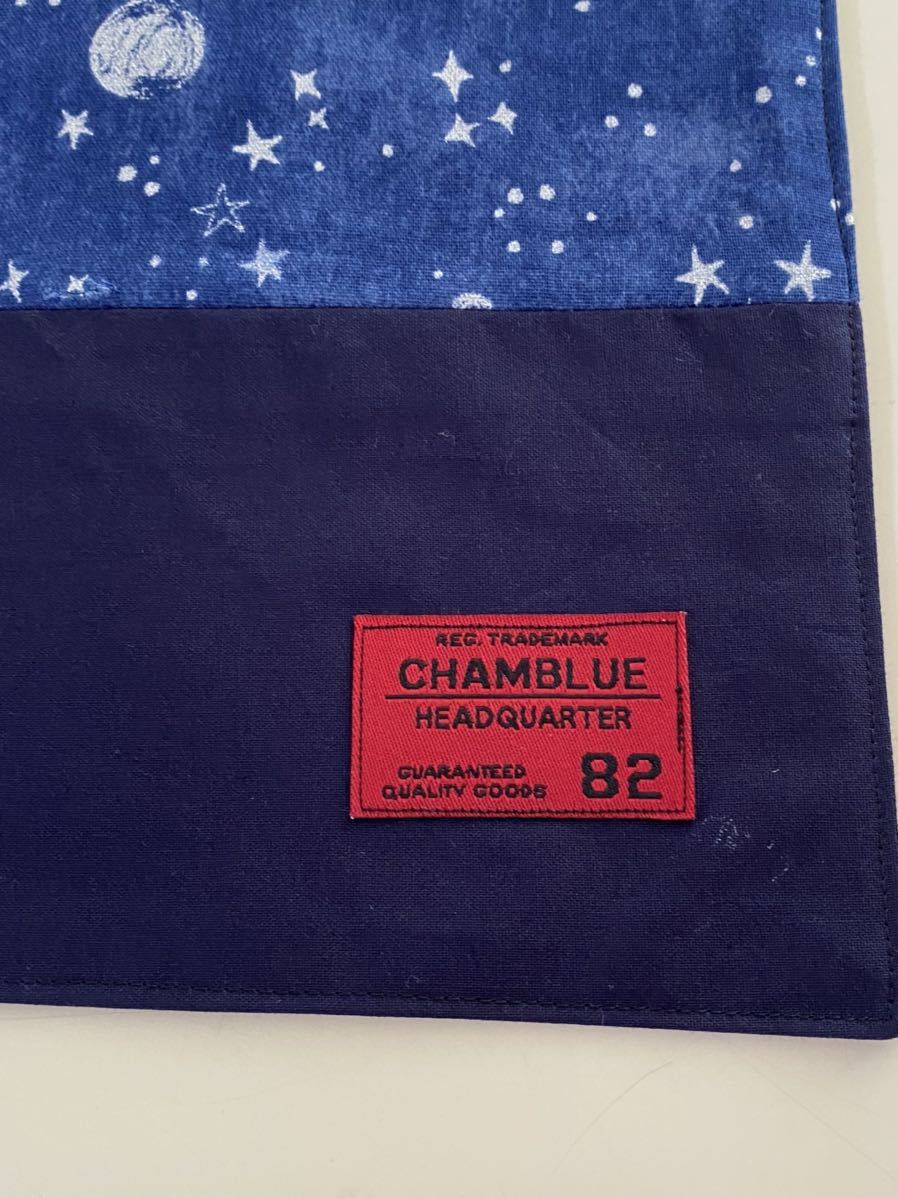 REG. TRADEMARK
CHAMBLUE
HEADQUARTER
GUARANTEED
QUALITY GOODS 82